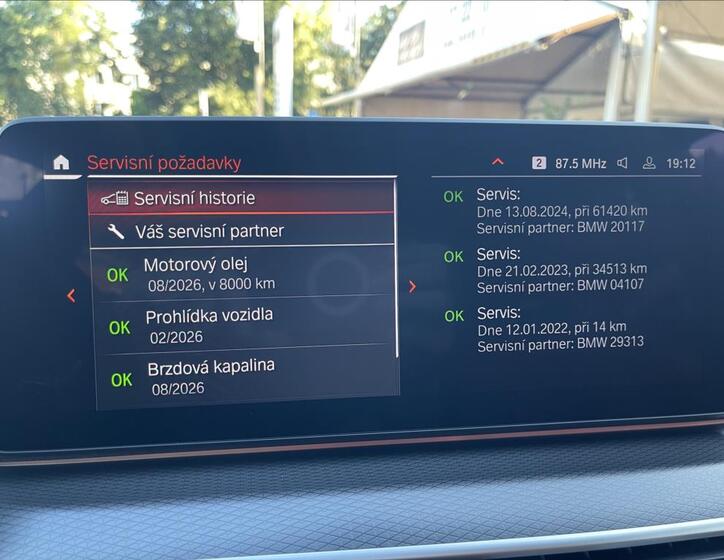 Servisní požadavky
2 87.5 MHz 19:12
Servisní historie
Váš servisní partner
OK Motorový olej
08/2026, v 8000 km
OK Prohlídka vozidla
02/2026
OK Brzdová kapalina
08/2026
OK Servis:
Dne 13.08.2024, při 61420 km
Servisní partner: BMW 20117
OK Servis:
Dne 21.02.2023, při 34513 km
Servisní partner: BMW 04107
OK Servis:
Dne 12.01.2022, při 14 km
Servisní partner: BMW 29313